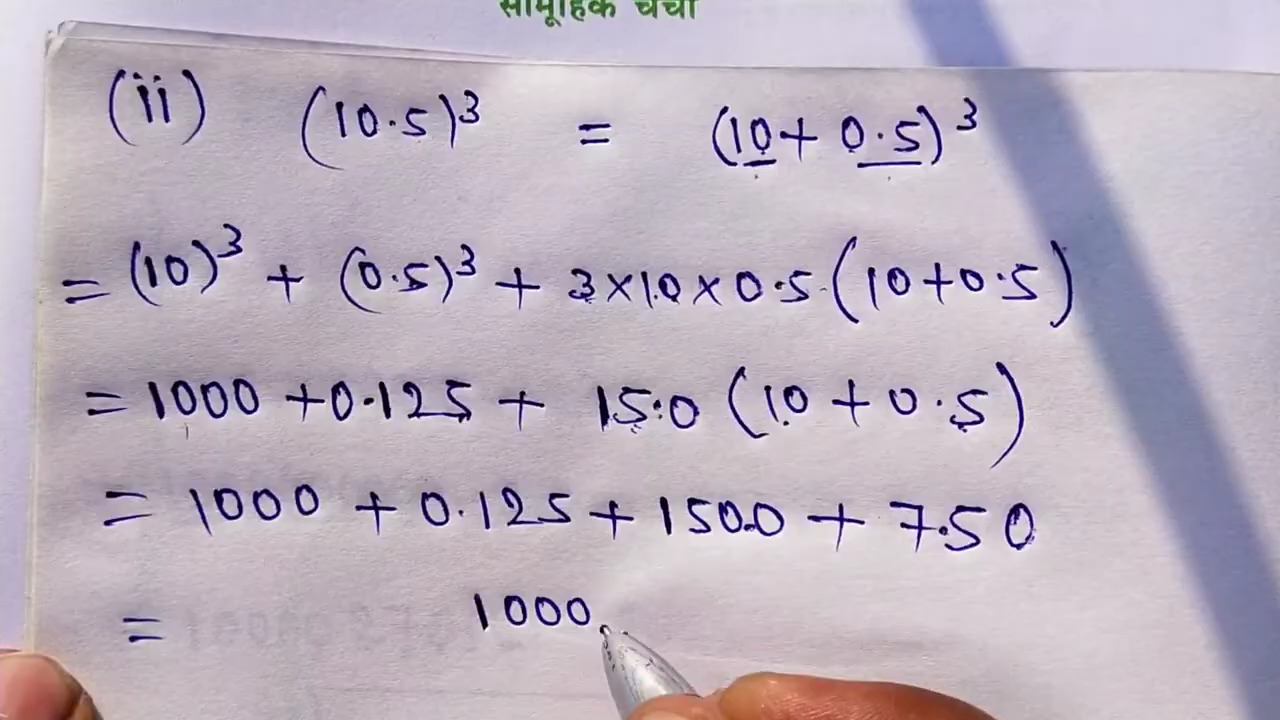 सामूहिक चर्चा
(ii) (10.5)³ = (10+ 0.5)³
= (10)³ + (0.5)³ + 3×10×0.5.(10+0.5)
= 1000 +0.125 + 15.0 (10+0.5)
= 1000 + 0.125 + 150.0 + 7.50
= 1000.